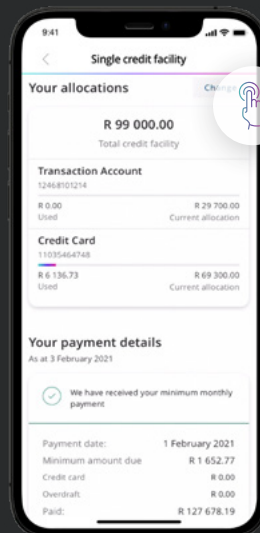 9:41
Single credit facility
Your allocations Change
R 99 000.00
Total credit facility
Transaction Account
12468101214
R 0.00 R 29 700.00
Used Current allocation
Credit Card
11035464748
R 6 136.73 R 69 300.00
Used Current allocation
Your payment details
As at 3 February 2021
We have received your minimum monthly
payment
Payment date: 1 February 2021
Minimum amount due R 1 652.77
Credit card R 0.00
Overdraft R 0.00
Paid: R 127 678.19